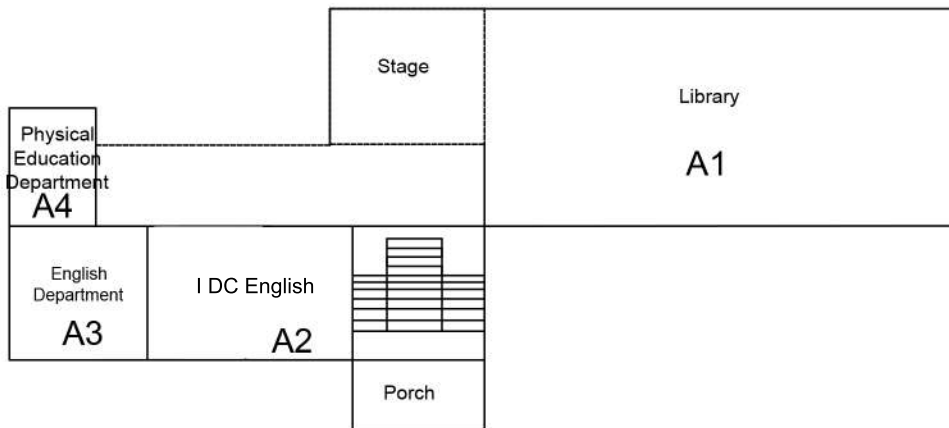 Stage
Library
A1
Physical
Education
Department
A4
English
Department
A3
I DC English
A2
Porch